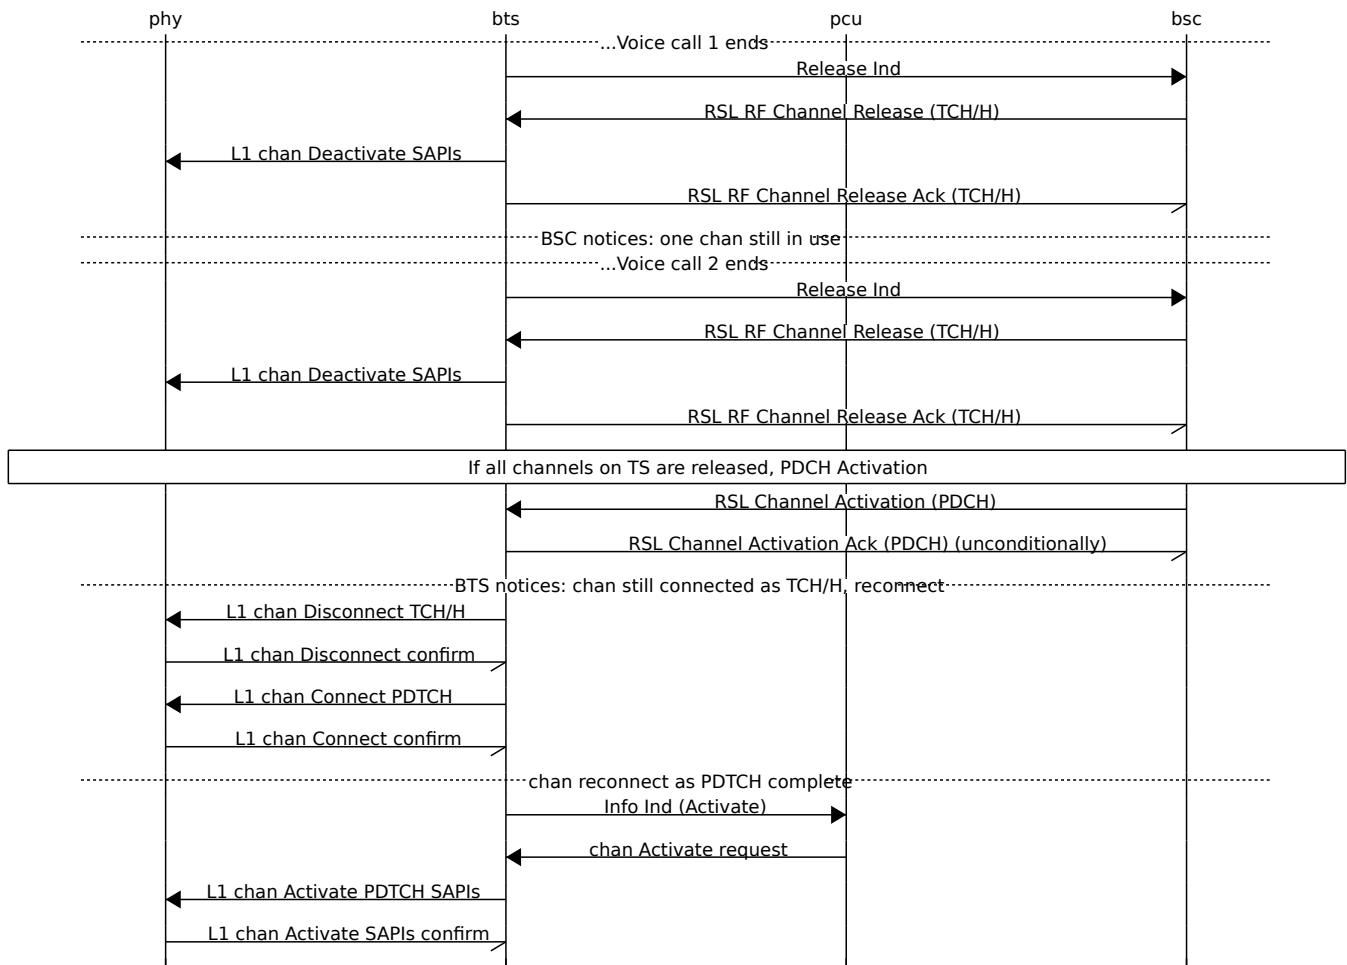 phy bts pcu bsc
...Voice call 1 ends
Release Ind
RSL RF Channel Release (TCH/H)
L1 chan Deactivate SAPIs
RSL RF Channel Release Ack (TCH/H)
BSC notices: one chan still in use
...Voice call 2 ends
Release Ind
RSL RF Channel Release (TCH/H)
L1 chan Deactivate SAPIs
RSL RF Channel Release Ack (TCH/H)
If all channels on TS are released, PDCH Activation
RSL Channel Activation (PDCH)
RSL Channel Activation Ack (PDCH) (unconditionally)
BTS notices: chan still connected as TCH/H, reconnect
L1 chan Disconnect TCH/H
L1 chan Disconnect confirm
L1 chan Connect PDTCH
L1 chan Connect confirm
chan reconnect as PDTCH complete
Info Ind (Activate)
chan Activate request
L1 chan Activate PDTCH SAPIs
L1 chan Activate SAPIs confirm